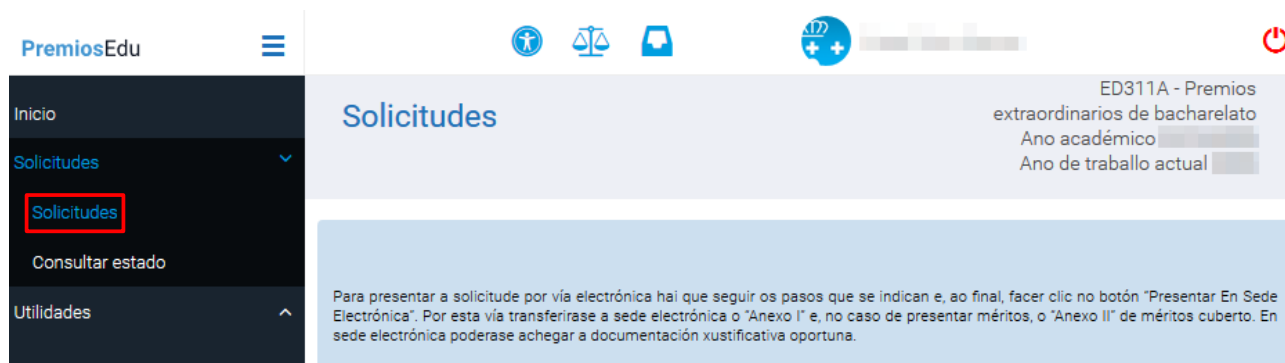 PremiosEdu
Inicio
Solicitudes
Solicitudes
Consultar estado
Utilidades
Solicitudes
ED311A - Premios
extraordinarios de bacharelato
Ano académico
Ano de traballo actual
Para presentar a solicitude por vía electrónica hai que seguir os pasos que se indican e, ao final, facer clic no botón "Presentar En Sede
Electrónica". Por esta vía transferirase a sede electrónica o "Anexo I" e, no caso de presentar méritos, o "Anexo II" de méritos cuberto. En
sede electrónica poderase achegar a documentación xustificativa oportuna.